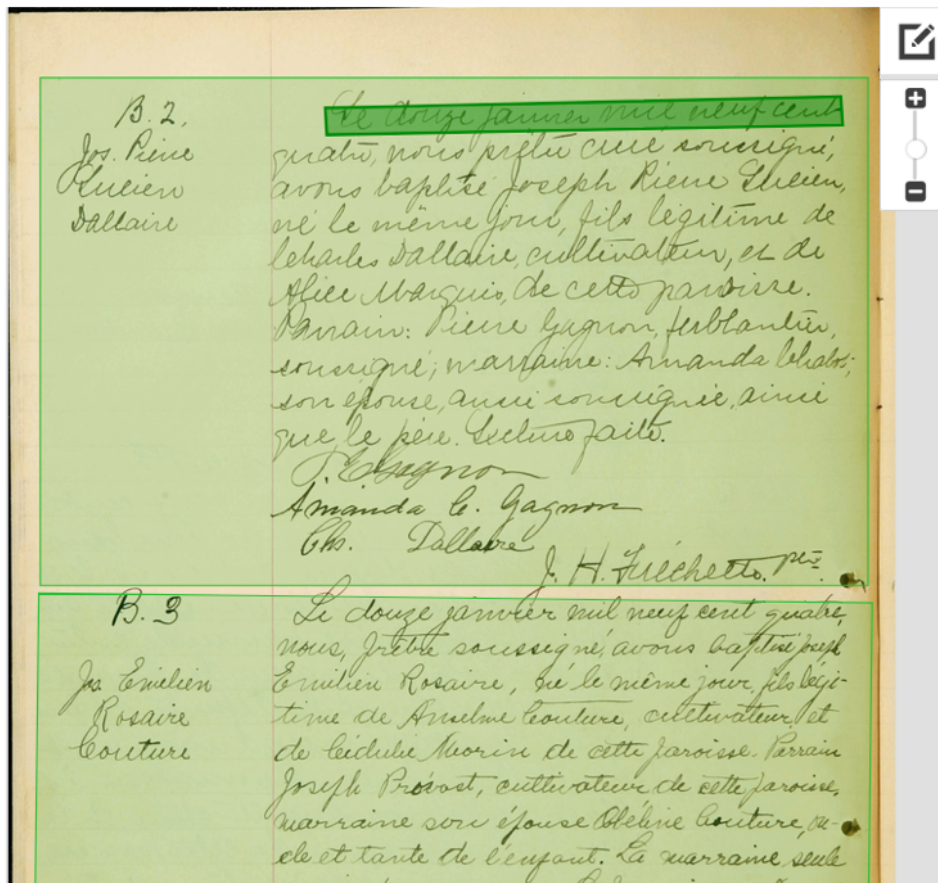 B. 2.
Jos. Pierre
Lucien
Dallaire
Le douze janvier mil neuf cent
quatre, nous prêtre curé soussigné,
avons baptisé Joseph Pierre Lucien,
né le même jour, fils légitime de
Charles Dallaire, cultivateur, et de
Alice Marquis, de cette paroisse.
Parrain: Pierre Gagnon, ferblantier,
soussigné; marraine: Amanda
son épouse, aussi soussignée, ainsi
que le père. Lecture faite.
P. E. Gagnon
Amanda C. Gagnon
Chs. Dallaire
J. H. Fréchette, ptre.
B. 3
Jos Emilien
Rosaire
Couture
Le douze janvier mil neuf cent quatre,
nous, prêtre soussigné, avons baptisé Joseph
Emilien Rosaire, né le même jour, fils légi-
time de Anselme Couture, cultivateur, et
de Cédulie Morin de cette paroisse. Parrain
Joseph Provost, cultivateur de cette paroisse,
marraine son épouse Obéline Couture, on-
cle et tante de l'enfant. La marraine seule